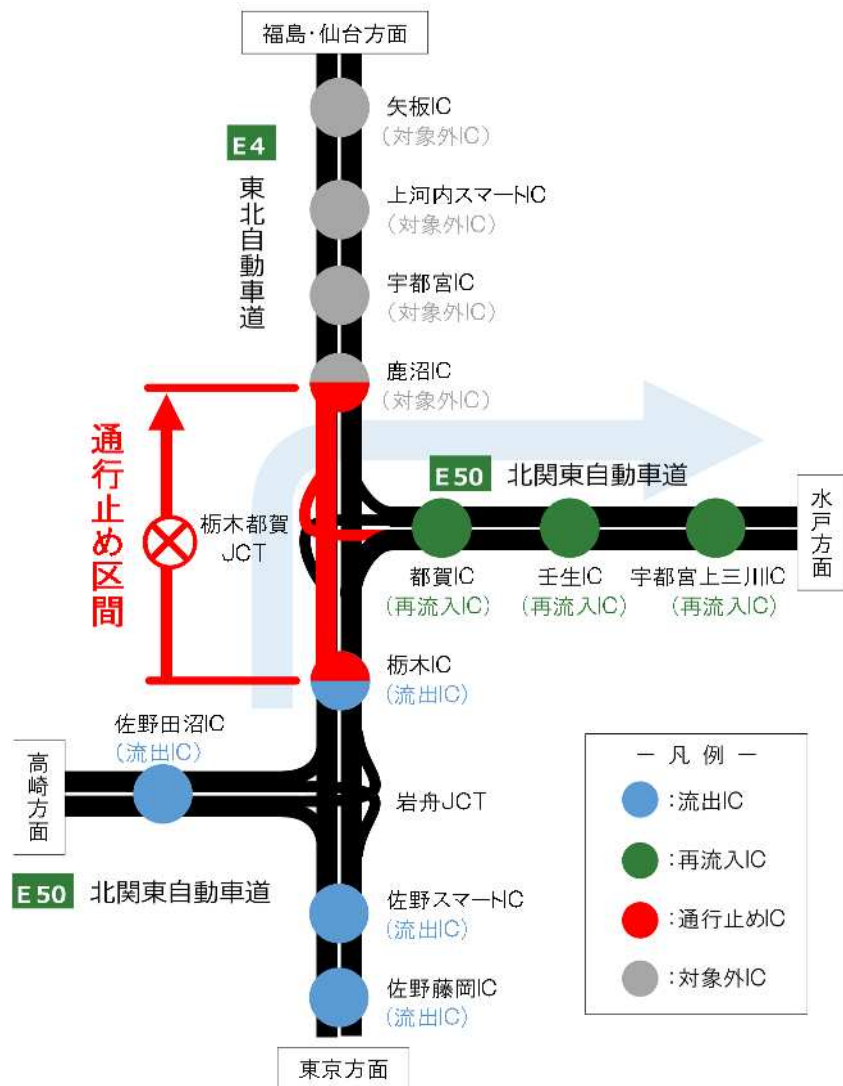 福島・仙台方面
矢板IC
(対象外IC)
E4
東北自動車道
上河内スマートIC
(対象外IC)
宇都宮IC
(対象外IC)
鹿沼IC
(対象外IC)
通行止め区間
E50 北関東自動車道
水戸方面
栃木都賀
JCT
都賀IC
(再流入IC)
壬生IC
(再流入IC)
宇都宮上三川IC
(再流入IC)
栃木IC
(流出IC)
佐野田沼IC
(流出IC)
高崎方面
岩舟JCT
E50 北関東自動車道
佐野スマートIC
(流出IC)
佐野藤岡IC
(流出IC)
東京方面
― 凡 例 ―
:流出IC
:再流入IC
:通行止めIC
:対象外IC